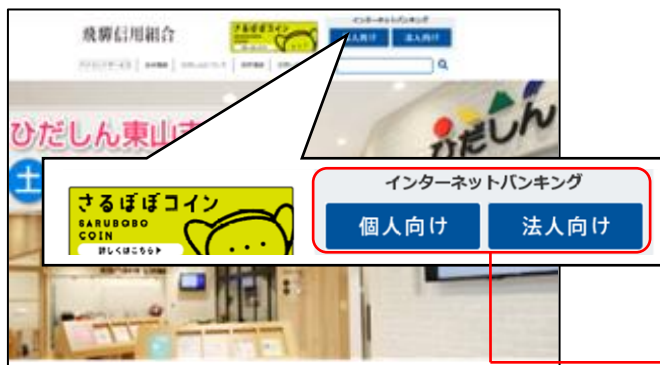 飛騨信用組合
さるぼぼコイン
インターネットバンキング
個人向け 法人向け
ひだしん東山
土
ひだしん
さるぼぼコイン
SARUBOBO
COIN
詳しくはこちら▶
インターネットバンキング
個人向け 法人向け